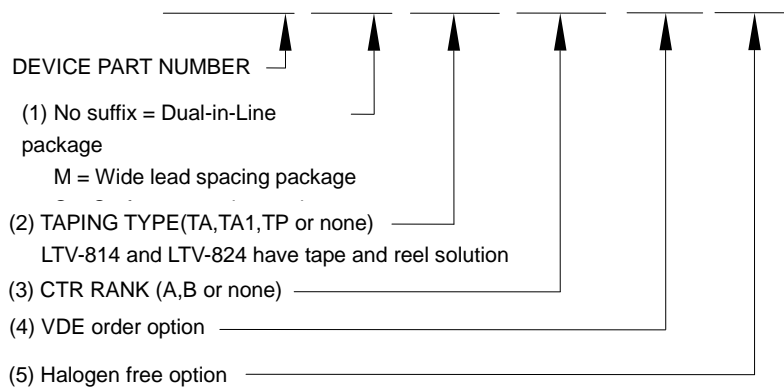 DEVICE PART NUMBER
(1) No suffix = Dual-in-Line
package
M = Wide lead spacing package
(2) TAPING TYPE(TA,TA1,TP or none)
LTV-814 and LTV-824 have tape and reel solution
(3) CTR RANK (A,B or none)
(4) VDE order option
(5) Halogen free option